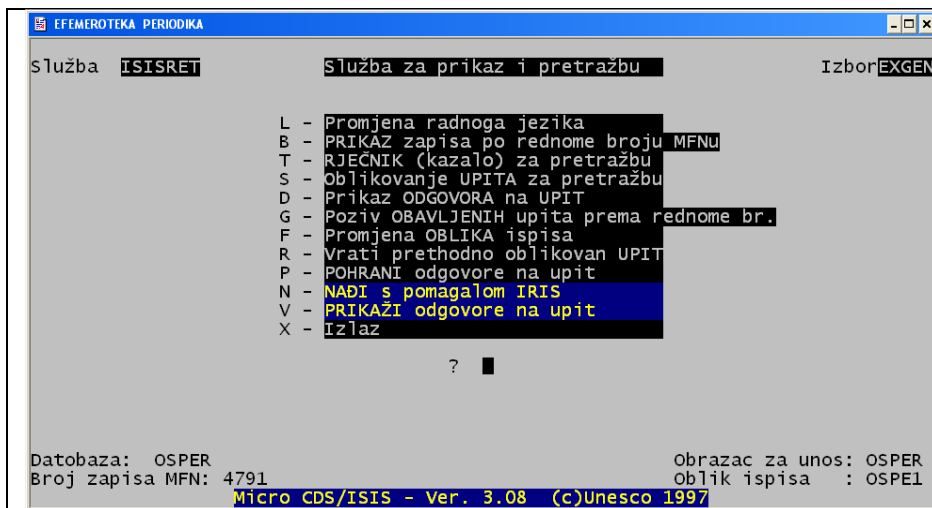 EFEMEROTEKA PERIODIKA
Služba ISISRET Služba za prikaz i pretražbu Izbor EXGEN
L - Promjena radnoga jezika
B - PRIKAZ zapisa po rednome broju MFNu
T - RJEČNIK (kazalo) za pretražbu
S - Oblikovanje UPITA za pretražbu
D - Prikaz ODGOVORA na UPIT
G - Poziv OBAVLJENIH upita prema rednome br.
F - Promjena OBLIKA ispisa
R - Vrati prethodno oblikovan UPIT
P - POHRANI odgovore na upit
N - NAĐI s pomagalom IRIS
V - PRIKAŽI odgovore na upit
X - Izlaz
?
Datobaza: OSPER Obrazac za unos: OSPER
Broj zapisa MFN: 4791 Oblik ispisa : OSPE1
Micro CDS/ISIS - Ver. 3.08 (c)Unesco 1997